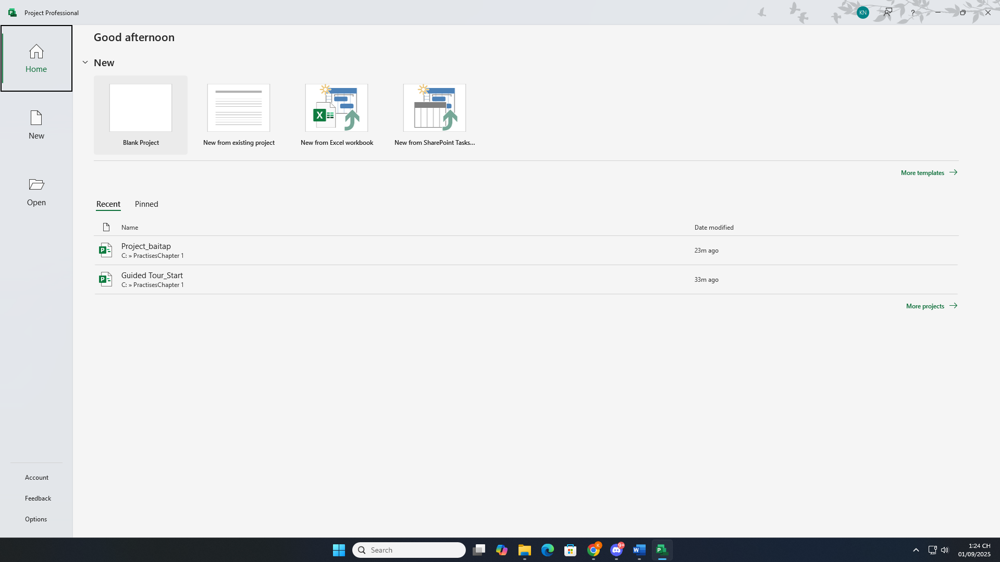 Project Professional
KN
?
Home
New
Open
Account
Feedback
Options
Good afternoon
New
Blank Project
New from existing project
New from Excel workbook
New from SharePoint Tasks...
More templates
Recent
Pinned
Name
Date modified
Project_baitap
C: » PractisesChapter 1
23m ago
Guided Tour_Start
C: » PractisesChapter 1
33m ago
More projects
Search
K
9+
1:24 CH
01/09/2025